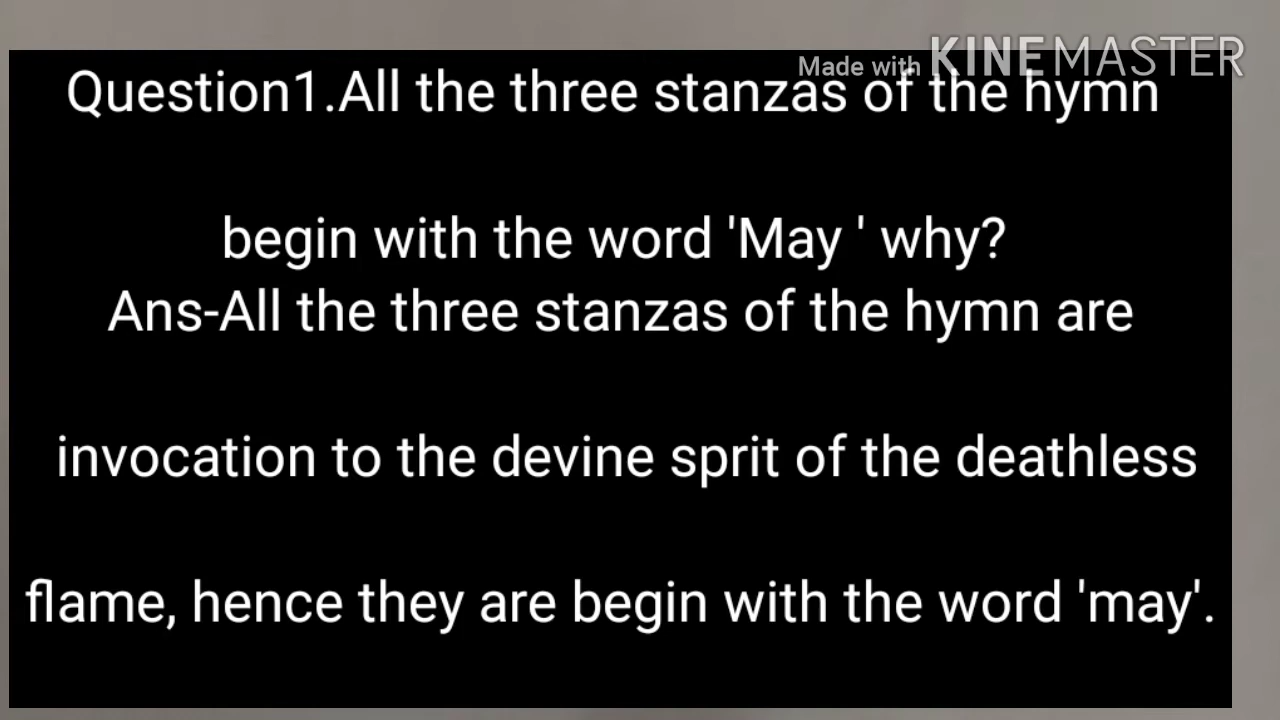 Made with KINEMASTER
Question1.All the three stanzas of the hymn
begin with the word 'May ' why?
Ans-All the three stanzas of the hymn are
invocation to the devine sprit of the deathless
flame, hence they are begin with the word 'may'.